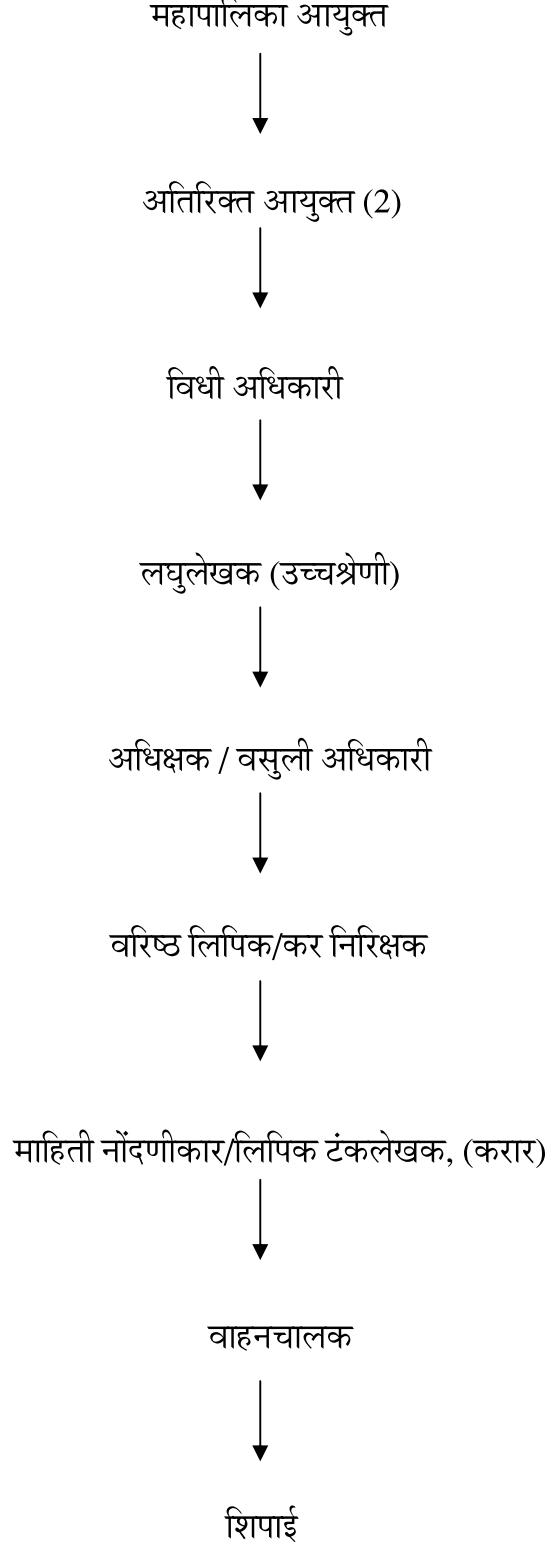 महापालिका आयुक्त
अतिरिक्त आयुक्त (2)
विधी अधिकारी
लघुलेखक (उच्चश्रेणी)
अधिक्षक / वसुली अधिकारी
वरिष्ठ लिपिक/कर निरिक्षक
माहिती नोंदणीकार/लिपिक टंकलेखक, (करार)
वाहनचालक
शिपाई